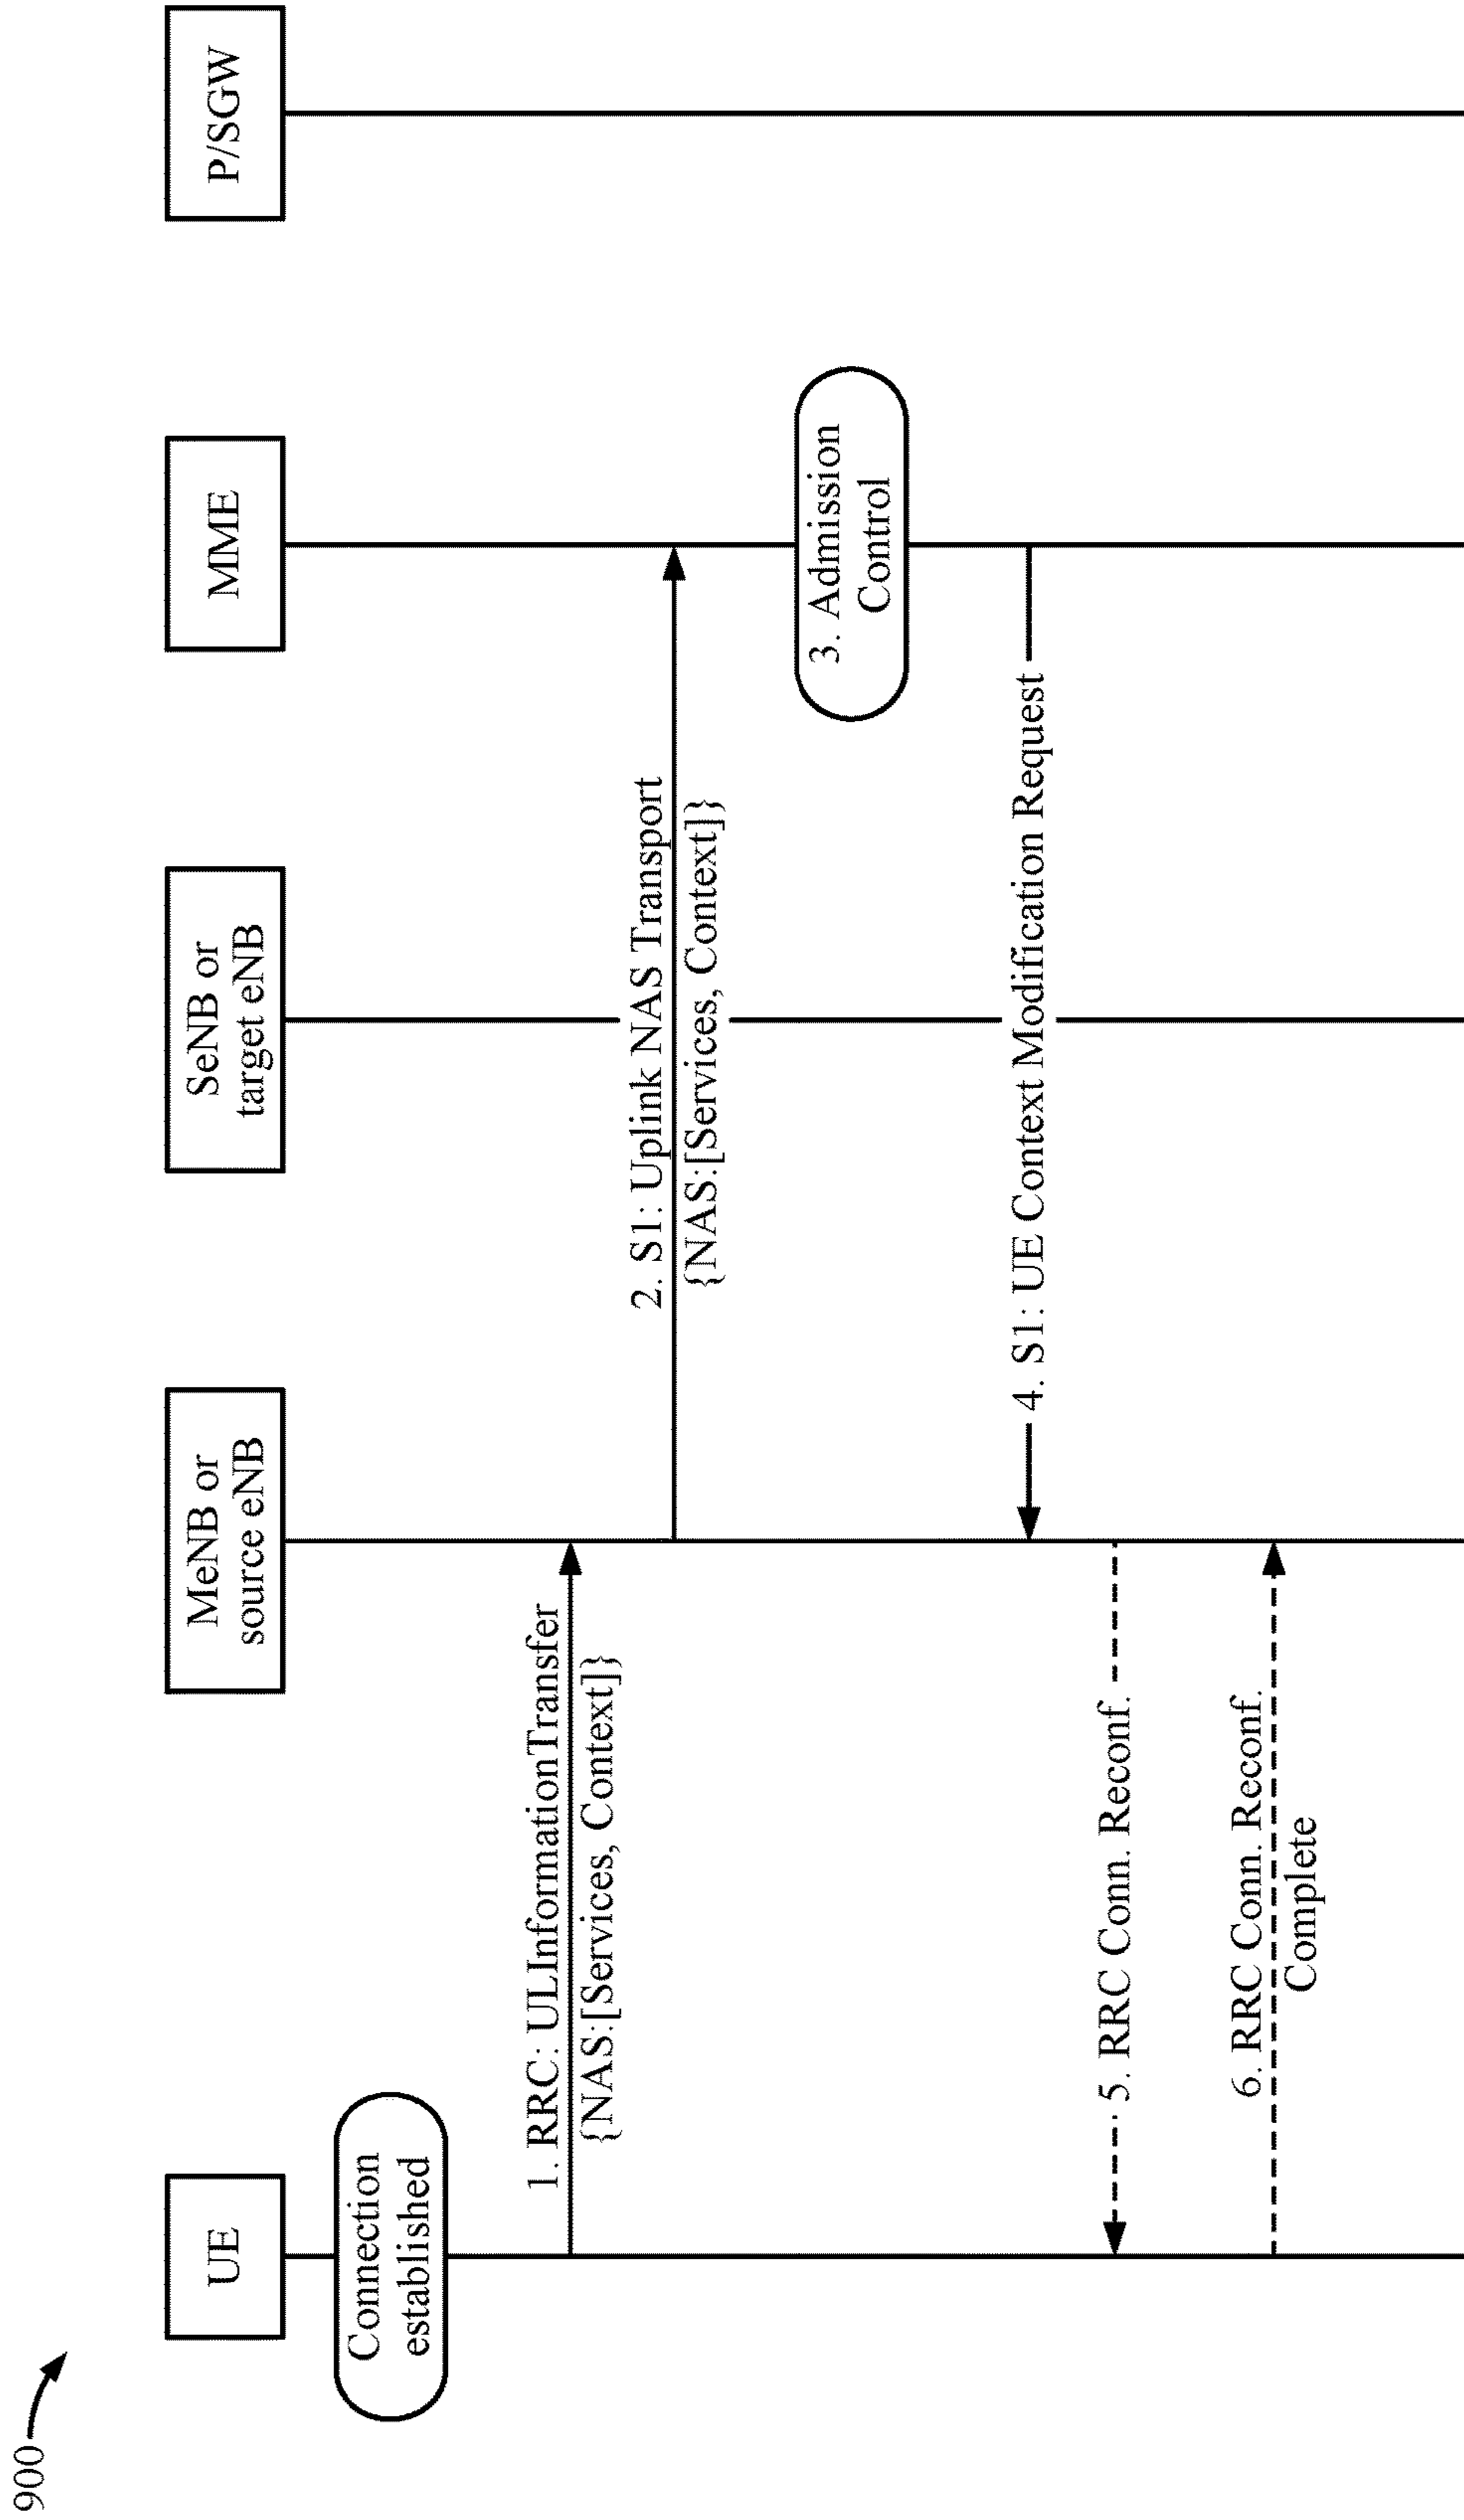 900
UE
MeNB or
source eNB
SeNB or
target eNB
MME
P/SGW
Connection
established
1. RRC: ULInformationTransfer
{NAS:[Services, Context]}
2. S1: Uplink NAS Transport
{NAS:[Services, Context]}
3. Admission
Control
4. S1: UE Context Modification Request
5. RRC Conn. Reconf.
6. RRC Conn. Reconf.
Complete